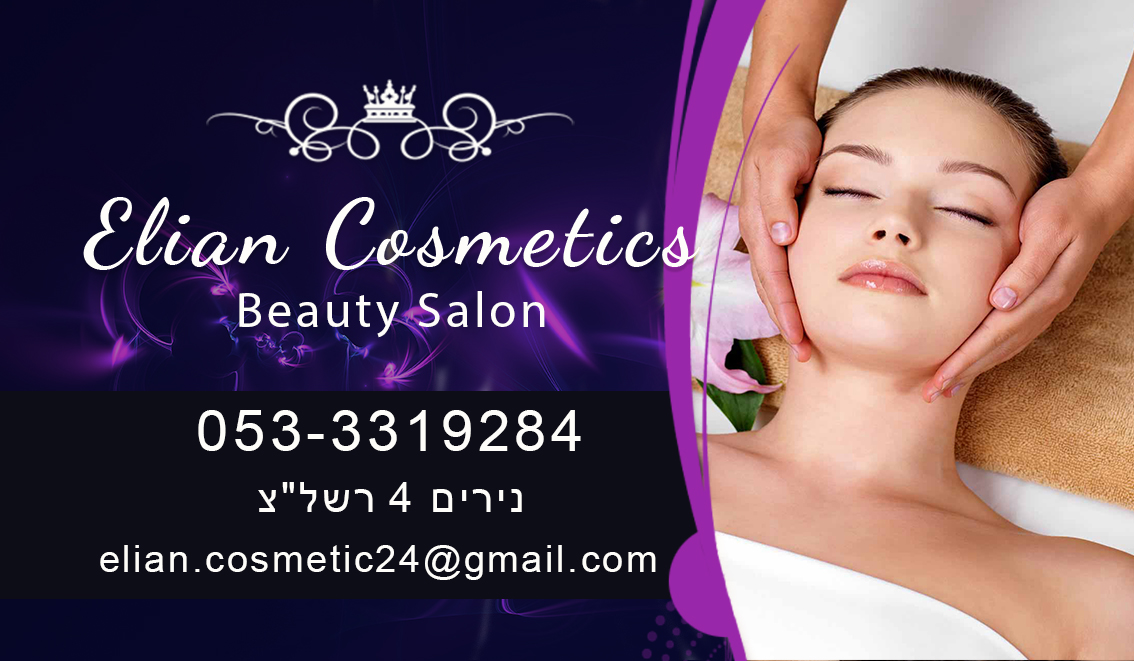 Elian Cosmetics
Beauty Salon
053-3319284
נירים 4 רשל"צ
elian.cosmetic24@gmail.com